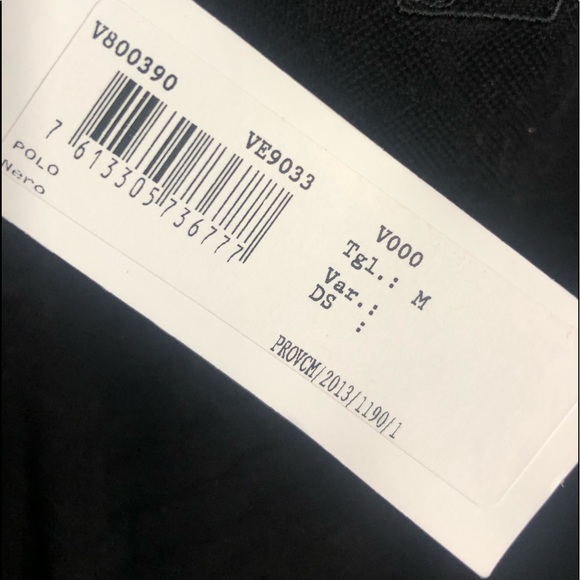 V800390 VE9033 V000
7 613305 736777
POLO
Nero
Tgl.: M
Var.:
DS :
PROVCM/2013/1190/1